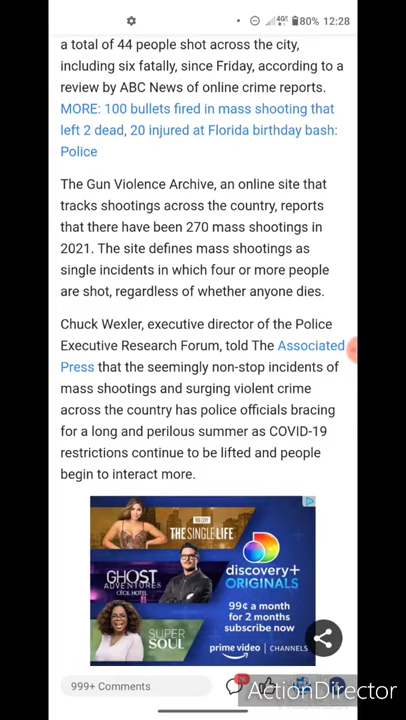 4G 80% 12:28
a total of 44 people shot across the city,
including six fatally, since Friday, according to a
review by ABC News of online crime reports.
MORE: 100 bullets fired in mass shooting that
left 2 dead, 20 injured at Florida birthday bash:
Police
The Gun Violence Archive, an online site that
tracks shootings across the country, reports
that there have been 270 mass shootings in
2021. The site defines mass shootings as
single incidents in which four or more people
are shot, regardless of whether anyone dies.
Chuck Wexler, executive director of the Police
Executive Research Forum, told The Associated
Press that the seemingly non-stop incidents of
mass shootings and surging violent crime
across the country has police officials bracing
for a long and perilous summer as COVID-19
restrictions continue to be lifted and people
begin to interact more.
THE SINGLE LIFE
GHOST
ADVENTURES
CECIL HOTEL
SUPER
SOUL
discovery+
ORIGINALS
99¢ a month
for 2 months
subscribe now
prime video | CHANNELS
999+ Comments
7K
ActionDirector